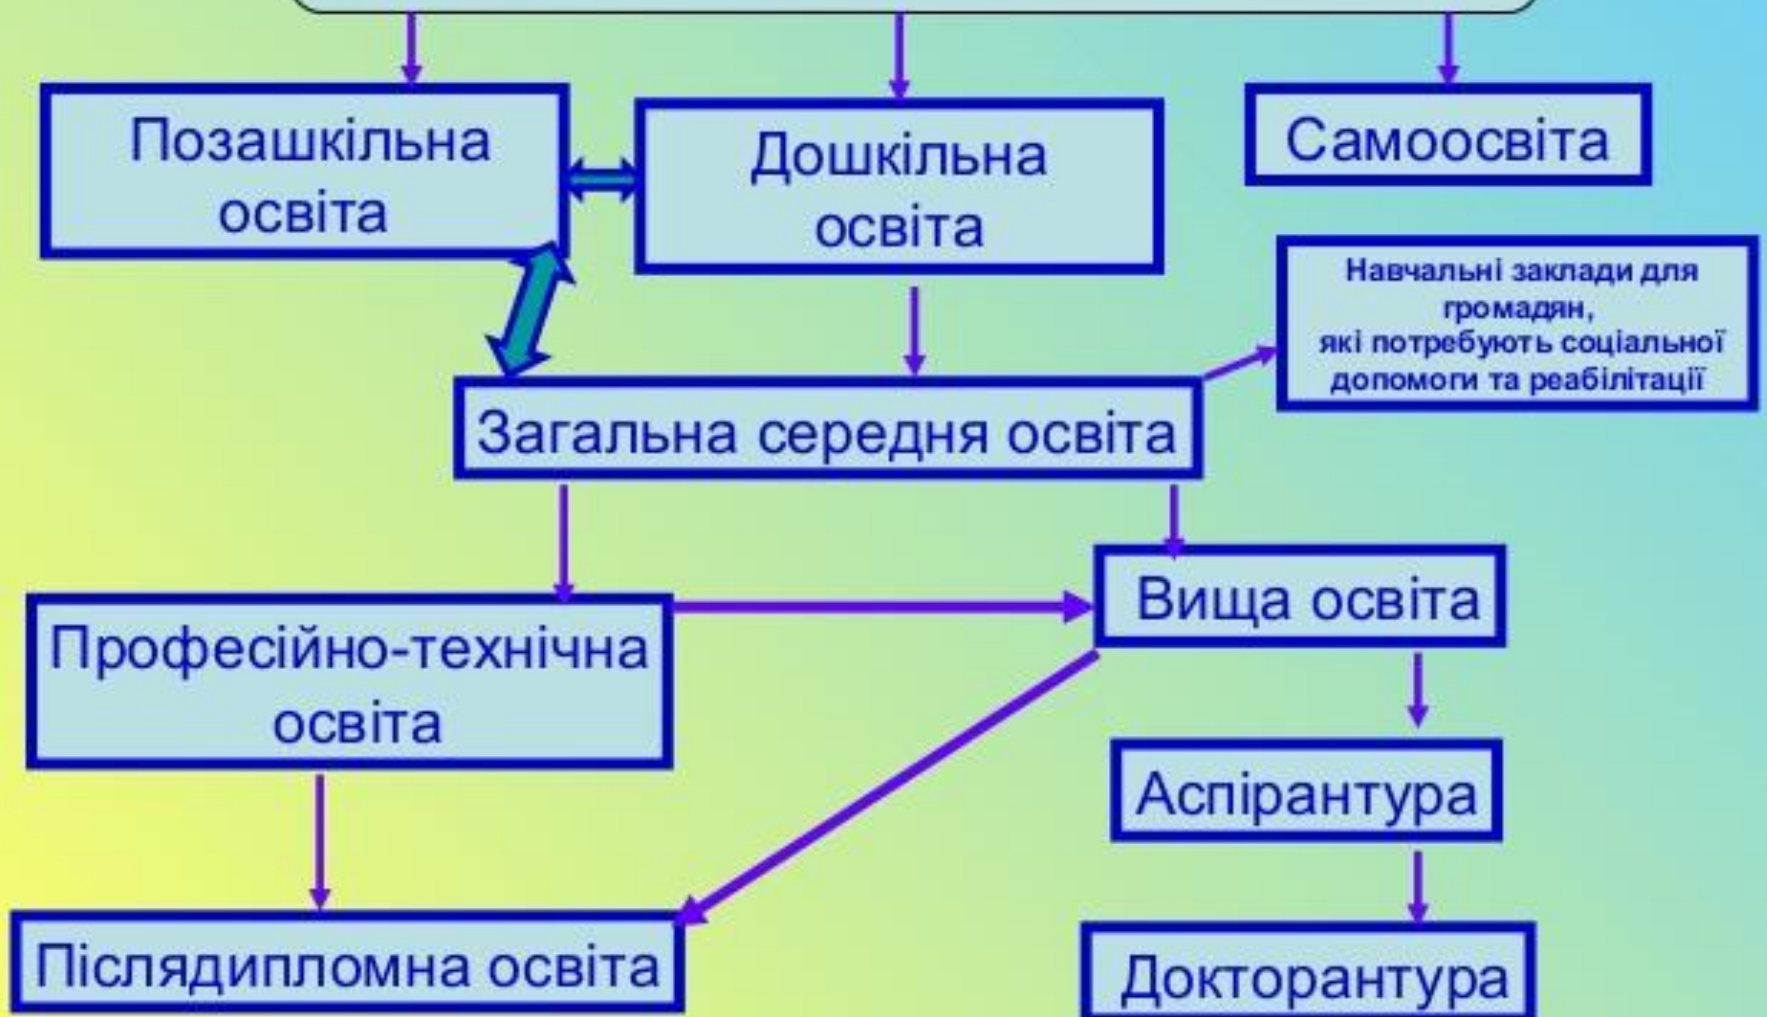 Позашкільна
освіта
Дошкільна
освіта
Самоосвіта
Навчальні заклади для
громадян,
які потребують соціальної
допомоги та реабілітації
Загальна середня освіта
Вища освіта
Професійно-технічна
освіта
Аспірантура
Післядипломна освіта
Докторантура